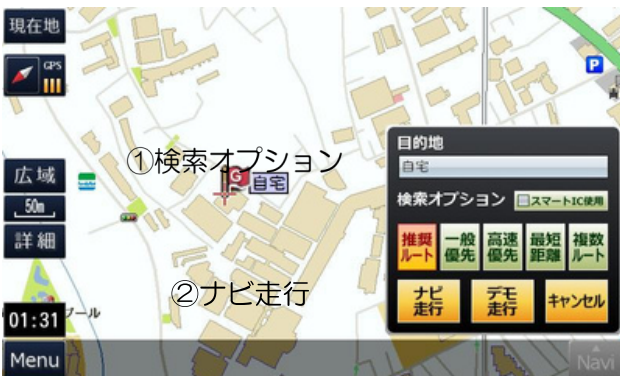 現在地
GPS
①検索オプション
広域
50m
詳細
G
自宅
②ナビ走行
01:31
プール
Menu
P
目的地
自宅
検索オプション
スマートIC使用
推奨
ルート
一般
優先
高速
優先
最短
距離
複数
ルート
ナビ
走行
デモ
走行
キャンセル
Navi